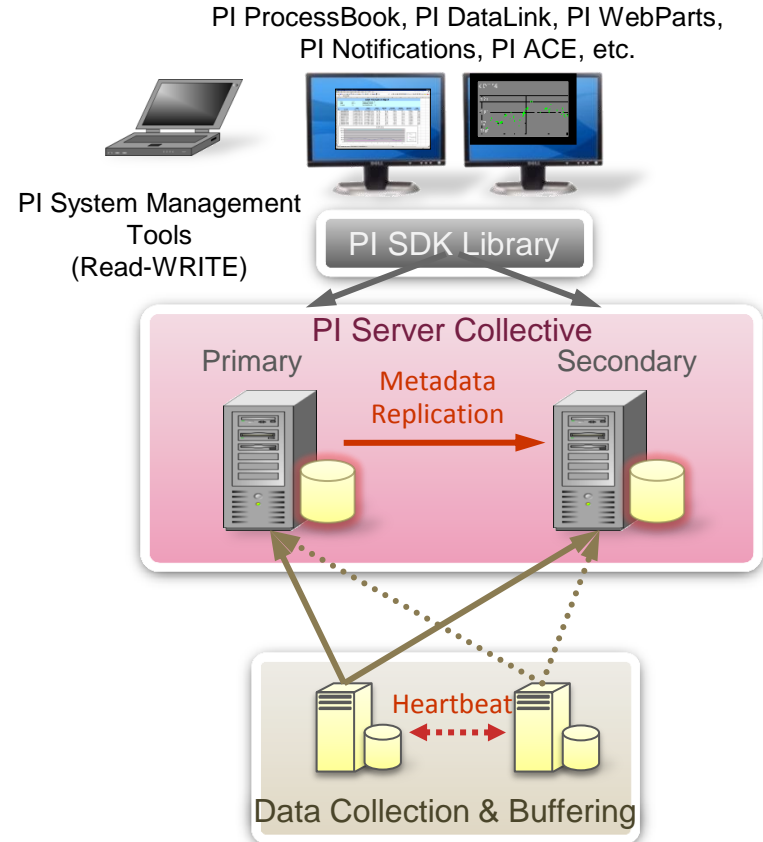 PI ProcessBook, PI DataLink, PI WebParts,
PI Notifications, PI ACE, etc.
PI System Management
Tools
(Read-WRITE)
PI SDK Library
PI Server Collective
Primary
Secondary
Metadata
Replication
Heartbeat
Data Collection & Buffering